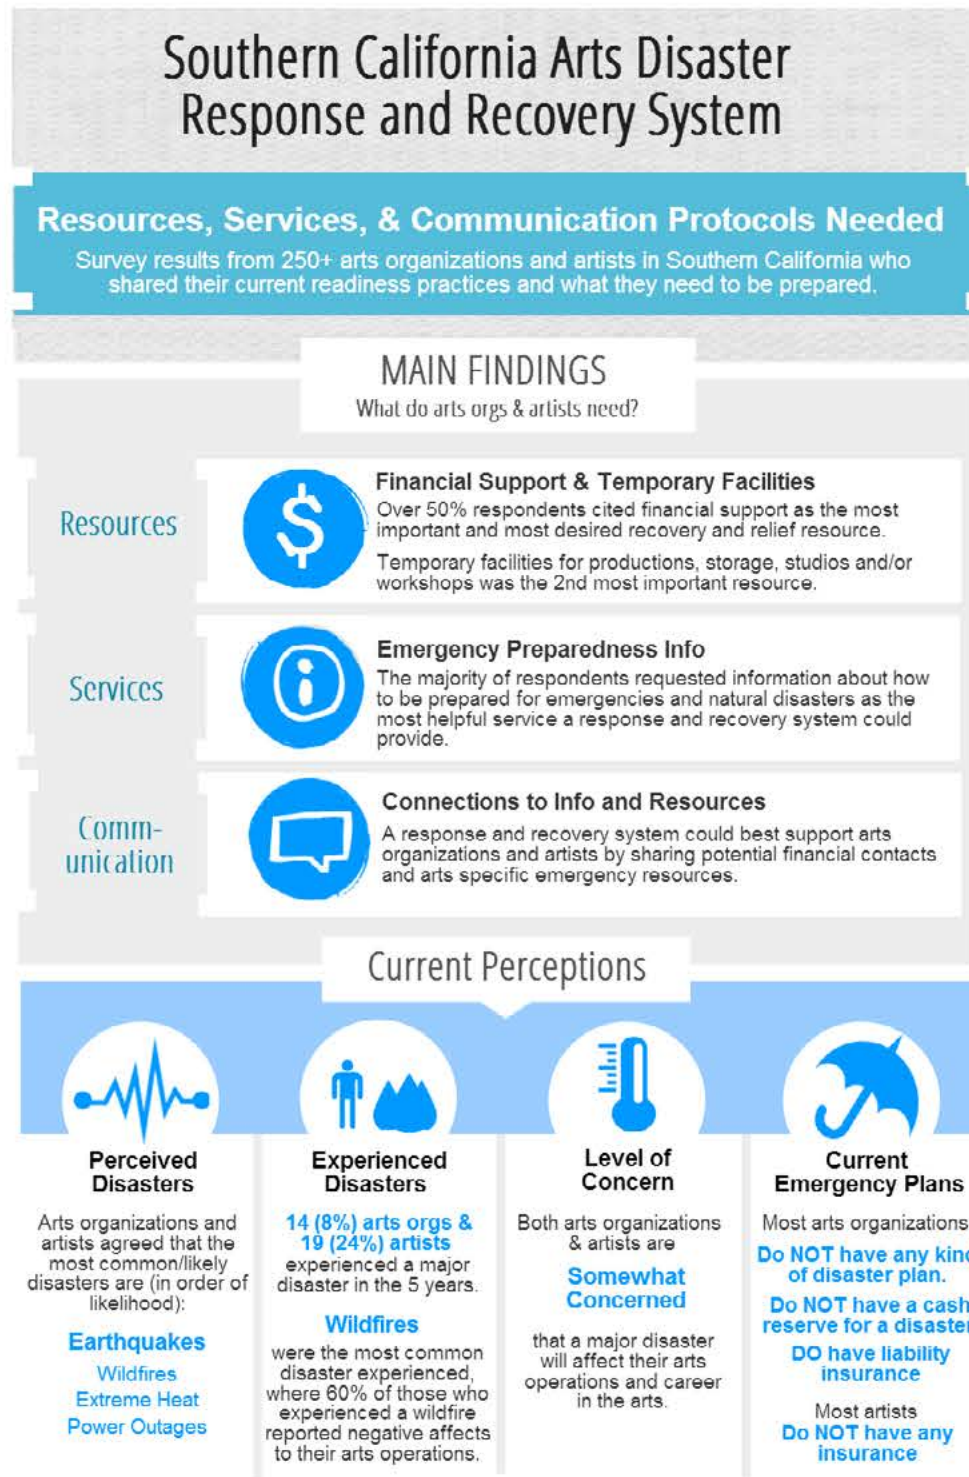 Southern California Arts Disaster
Response and Recovery System
Resources, Services, & Communication Protocols Needed
Survey results from 250+ arts organizations and artists in Southern California who
shared their current readiness practices and what they need to be prepared.
MAIN FINDINGS
What do arts orgs & artists need?
Resources
Financial Support & Temporary Facilities
Over 50% respondents cited financial support as the most
important and most desired recovery and relief resource.
Temporary facilities for productions, storage, studios and/or
workshops was the 2nd most important resource.
Services
Emergency Preparedness Info
The majority of respondents requested information about how
to be prepared for emergencies and natural disasters as the
most helpful service a response and recovery system could
provide.
Comm-
unication
Connections to Info and Resources
A response and recovery system could best support arts
organizations and artists by sharing potential financial contacts
and arts specific emergency resources.
Current Perceptions
Perceived
Disasters
Arts organizations and
artists agreed that the
most common/likely
disasters are (in order of
likelihood):
Earthquakes
Wildfires
Extreme Heat
Power Outages
Experienced
Disasters
14 (8%) arts orgs &
19 (24%) artists
experienced a major
disaster in the 5 years.
Wildfires
were the most common
disaster experienced,
where 60% of those who
experienced a wildfire
reported negative affects
to their arts operations.
Level of
Concern
Both arts organizations
& artists are
Somewhat
Concerned
that a major disaster
will affect their arts
operations and career
in the arts.
Current
Emergency Plans
Most arts organizations
Do NOT have any kind
of disaster plan.
Do NOT have a cash
reserve for a disaster
DO have liability
insurance
Most artists
Do NOT have any
insurance